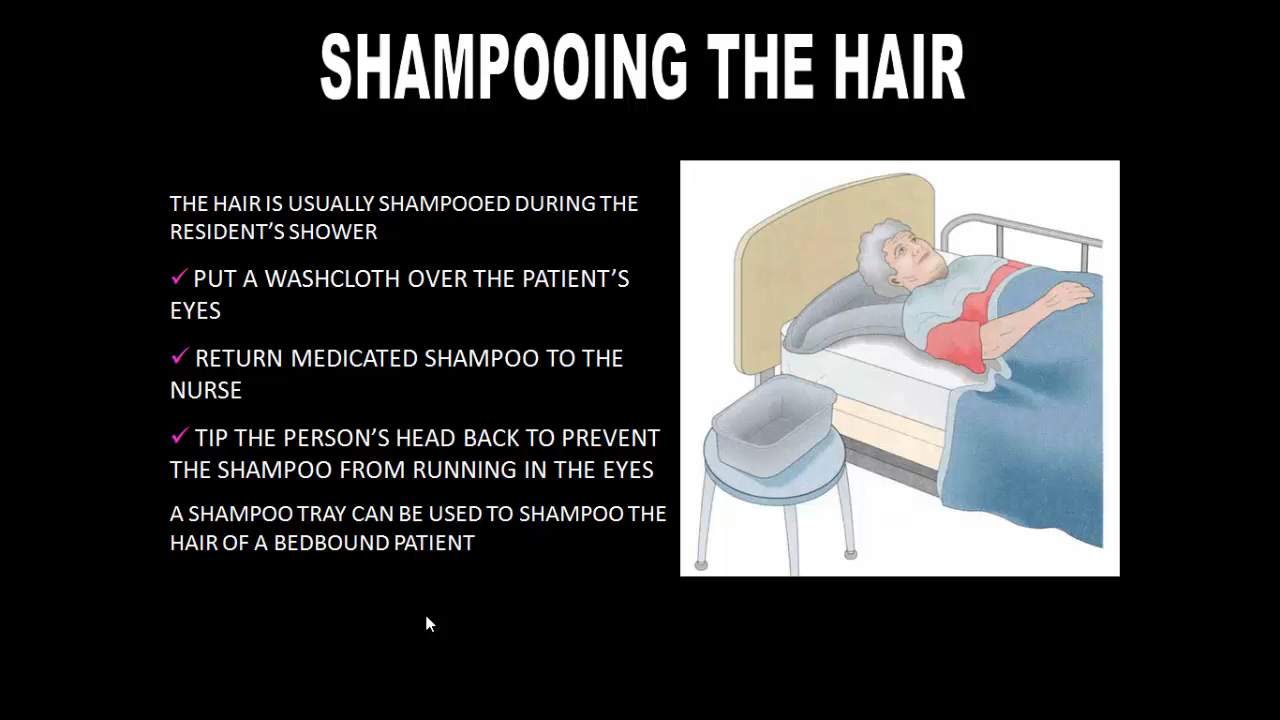 SHAMPOOING THE HAIR
THE HAIR IS USUALLY SHAMPOOED DURING THE
RESIDENT'S SHOWER
✓ PUT A WASHCLOTH OVER THE PATIENT'S
EYES
✓ RETURN MEDICATED SHAMPOO TO THE
NURSE
✓ TIP THE PERSON'S HEAD BACK TO PREVENT
THE SHAMPOO FROM RUNNING IN THE EYES
A SHAMPOO TRAY CAN BE USED TO SHAMPOO THE
HAIR OF A BEDBOUND PATIENT